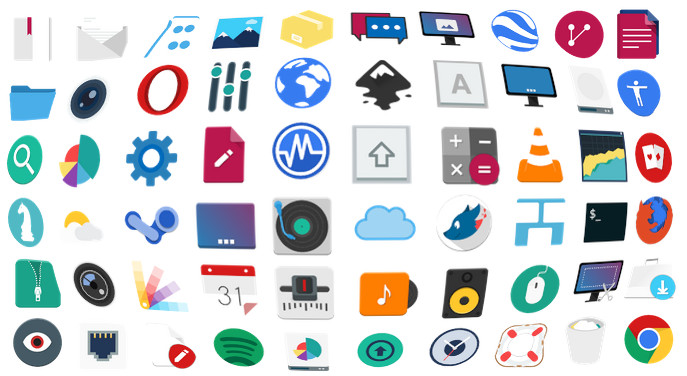 A
+ −
× =
$_
31